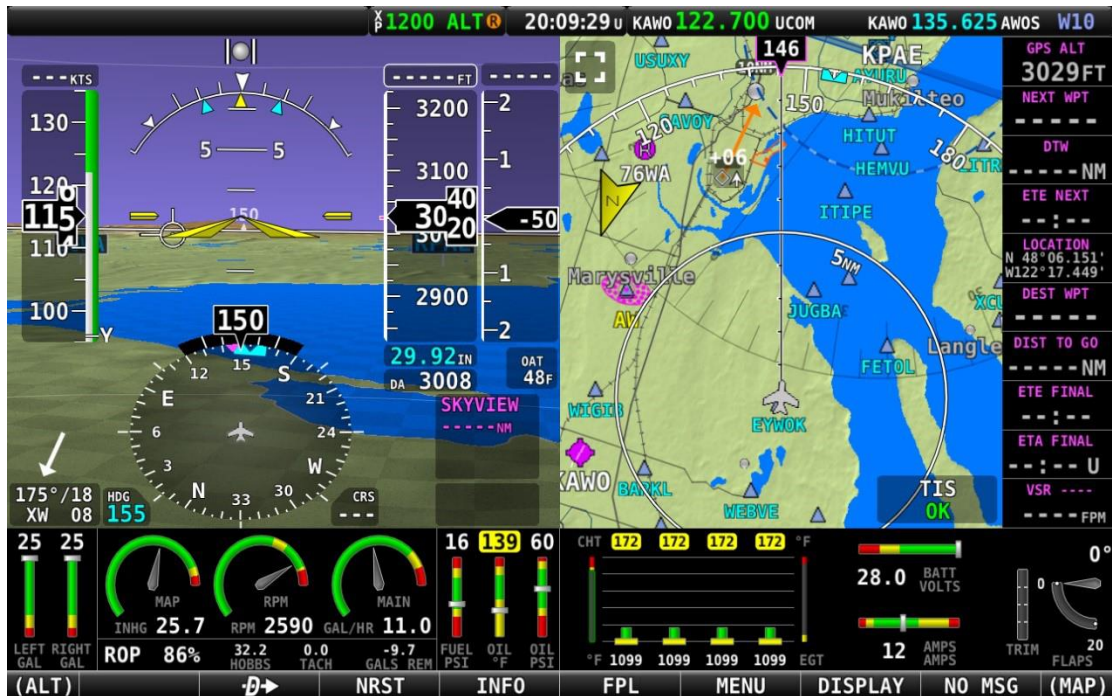 XP 1200 ALT R 20:09:29 U KAWO 122.700 UCOM KAWO 135.625 AWOS W10
--- KTS
130
120
115
110
100
Y
5 5
150
----- FT
3200
3100
3040
3020
2900
-----
2
1
-50
1
2
29.92 IN
DA 3008
OAT
48F
SKYVIEW
-----NM
150
12 15 S 21 24 W 30 33 N 3 6 E
175°/18
XW 08
HDG
155
CRS
---
146
10NM
USUXY
KPAE
AYURU
Mukilteo
SAVOY
120
150
180
HITUT
HEMVU
76WA
R
+06
N
ITIPE
5NM
Marysville
JUGBA
AW
FETOL
Langle
WIGIB
EYWOK
KAWO
BARKL
WEBVE
TIS
OK
GPS ALT
3029FT
NEXT WPT
-----
DTW
-----NM
ETE NEXT
--:--
LOCATION
N 48°06.151'
W122°17.449'
DEST WPT
-----
DIST TO GO
-----NM
ETE FINAL
--:--
ETA FINAL
--:-- U
VSR ----
----FPM
25 25
LEFT GAL
RIGHT GAL
MAP
INHG 25.7
RPM
RPM 2590
MAIN
GAL/HR 11.0
ROP 86%
32.2
HOBBS
0.0
TACH
-9.7
GALS REM
16 139 60
FUEL PSI
OIL °F
OIL PSI
CHT 172 172 172 172 °F
°F 1099 1099 1099 1099 EGT
28.0 BATT VOLTS
12 AMPS AMPS
TRIM
0°
0
20
FLAPS
(ALT) -D→ NRST INFO FPL MENU DISPLAY NO MSG (MAP)